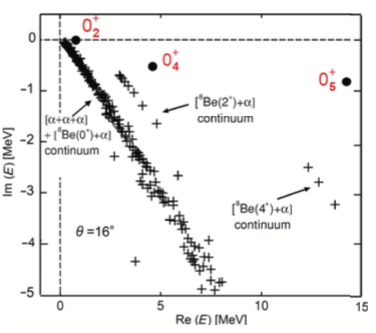 0
−1
−2
−3
−4
−5
Im (E) [MeV]
0₂⁺
0₄⁺
0₅⁺
[α+α+α]
+ [⁸Be(0⁺)+α]
continuum
[⁸Be(2⁺)+α]
continuum
[⁸Be(4⁺)+α]
continuum
θ=16°
0
5
10
15
Re (E) [MeV]